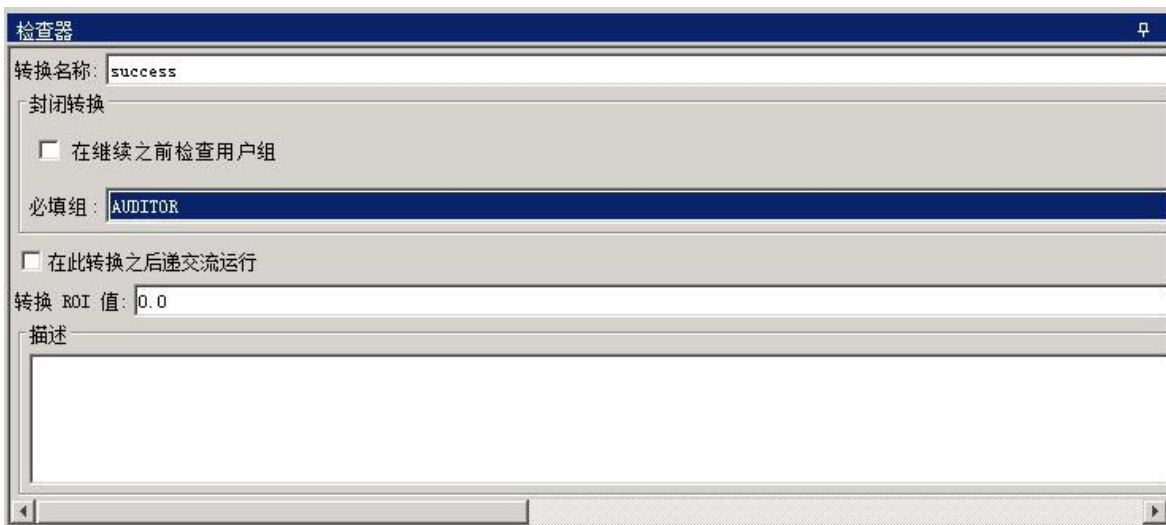 检查器
转换名称: success
封闭转换
在继续之前检查用户组
必填组: AUDITOR
在此转换之后递交流运行
转换 ROI 值: 0.0
描述